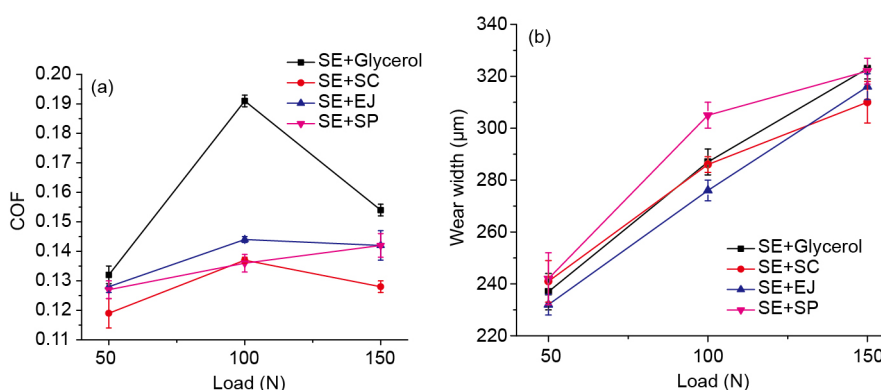 (a)
SE+Glycerol
SE+SC
SE+EJ
SE+SP
COF
0.20
0.19
0.18
0.17
0.16
0.15
0.14
0.13
0.12
0.11
50
100
150
Load (N)
(b)
Wear width (μm)
340
320
300
280
260
240
220
SE+Glycerol
SE+SC
SE+EJ
SE+SP
50
100
150
Load (N)